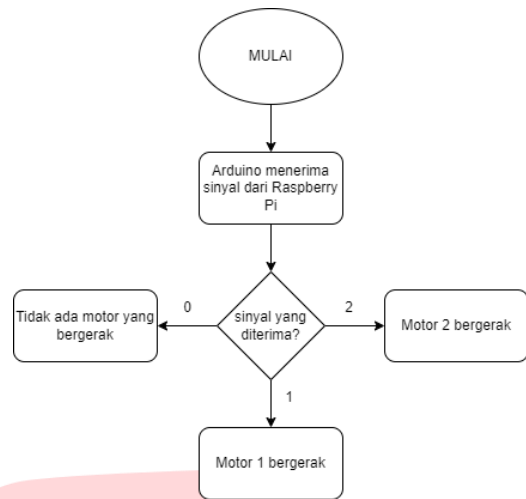 MULAI
Arduino menerima
sinyal dari Raspberry
Pi
sinyal yang
diterima?
0
Tidak ada motor yang
bergerak
2
Motor 2 bergerak
1
Motor 1 bergerak